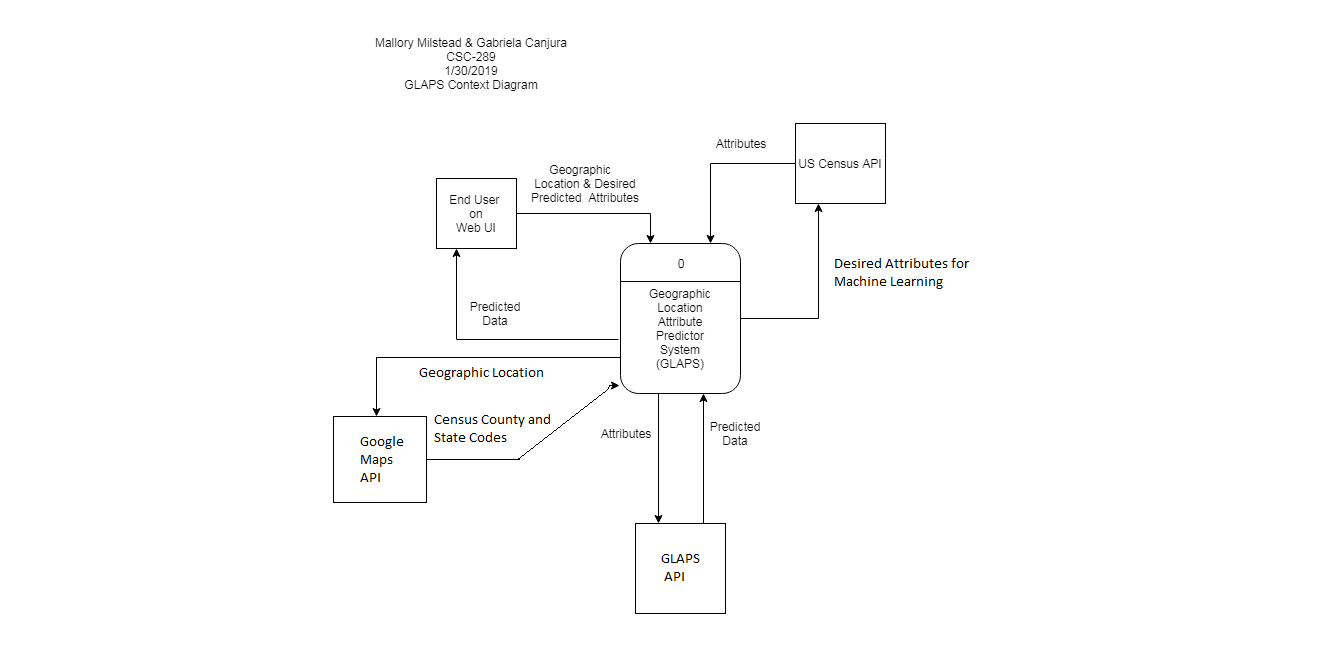 Mallory Milstead & Gabriela Canjura
CSC-289
1/30/2019
GLAPS Context Diagram
Attributes
US Census API
Geographic
Location & Desired
Predicted Attributes
End User
on
Web UI
0
Geographic
Location
Attribute
Predictor
System
(GLAPS)
Desired Attributes for
Machine Learning
Predicted
Data
Geographic Location
Census County and
State Codes
Google
Maps
API
Attributes
Predicted
Data
GLAPS
API